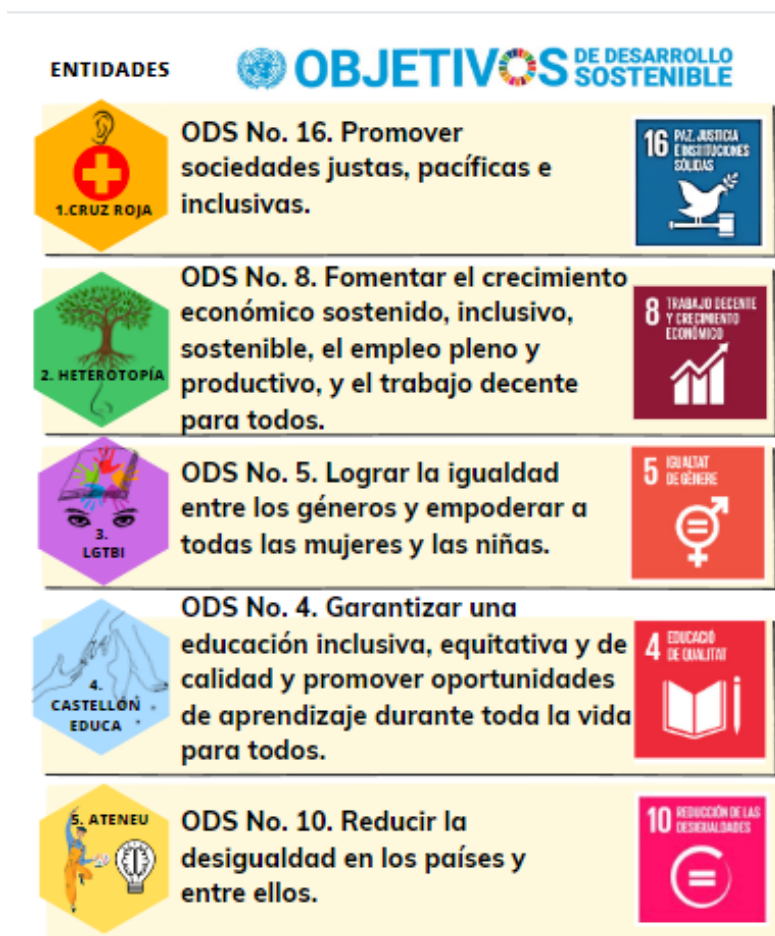 ENTIDADES
OBJETIVOS DE DESARROLLO
SOSTENIBLE
1.CRUZ ROJA
ODS No. 16. Promover
sociedades justas, pacíficas e
inclusivas.
16 PAZ, JUSTICIA
E INSTITUCIONES
SÓLIDAS
2. HETEROTOPÍA
ODS No. 8. Fomentar el crecimiento
económico sostenido, inclusivo,
sostenible, el empleo pleno y
productivo, y el trabajo decente
para todos.
8 TRABAJO DECENTE
Y CRECIMIENTO
ECONÓMICO
3.
LGTBI
ODS No. 5. Lograr la igualdad
entre los géneros y empoderar a
todas las mujeres y las niñas.
5 IGUALTAT
DE GÈNERE
4.
CASTELLÓN
EDUCA
ODS No. 4. Garantizar una
educación inclusiva, equitativa y de
calidad y promover oportunidades
de aprendizaje durante toda la vida
para todos.
4 EDUCACIÓ
DE QUALITAT
5. ATENEU
ODS No. 10. Reducir la
desigualdad en los países y
entre ellos.
10 REDUCCIÓN DE LAS
DESIGUALDADES